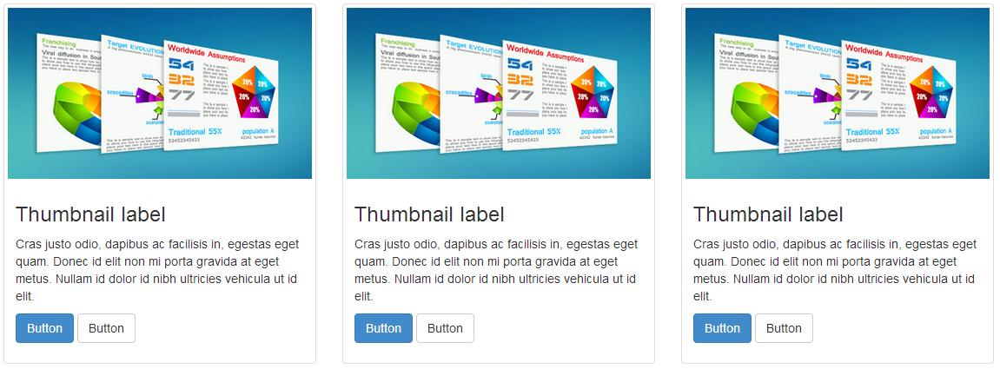 Franchising
Target EVOLUTION
Worldwide Assumptions
Viral diffusion in Sout
54
32
77
birds
crocodiles
20%
20%
20%
20%
20%
Traditional 55%
population A
53452345423
42342
Franchising
Target EVOLUTION
Worldwide Assumptions
Viral diffusion in Sout
54
32
77
birds
crocodiles
20%
20%
20%
20%
20%
Traditional 55%
population A
53452345423
42342
Franchising
Target EVOLUTION
Worldwide Assumptions
Viral diffusion in Sout
54
32
77
birds
crocodiles
20%
20%
20%
20%
20%
Traditional 55%
population A
53452345423
42342
Thumbnail label
Cras justo odio, dapibus ac facilisis in, egestas eget
quam. Donec id elit non mi porta gravida at eget
metus. Nullam id dolor id nibh ultricies vehicula ut id
elit.
Button Button
Thumbnail label
Cras justo odio, dapibus ac facilisis in, egestas eget
quam. Donec id elit non mi porta gravida at eget
metus. Nullam id dolor id nibh ultricies vehicula ut id
elit.
Button Button
Thumbnail label
Cras justo odio, dapibus ac facilisis in, egestas eget
quam. Donec id elit non mi porta gravida at eget
metus. Nullam id dolor id nibh ultricies vehicula ut id
elit.
Button Button